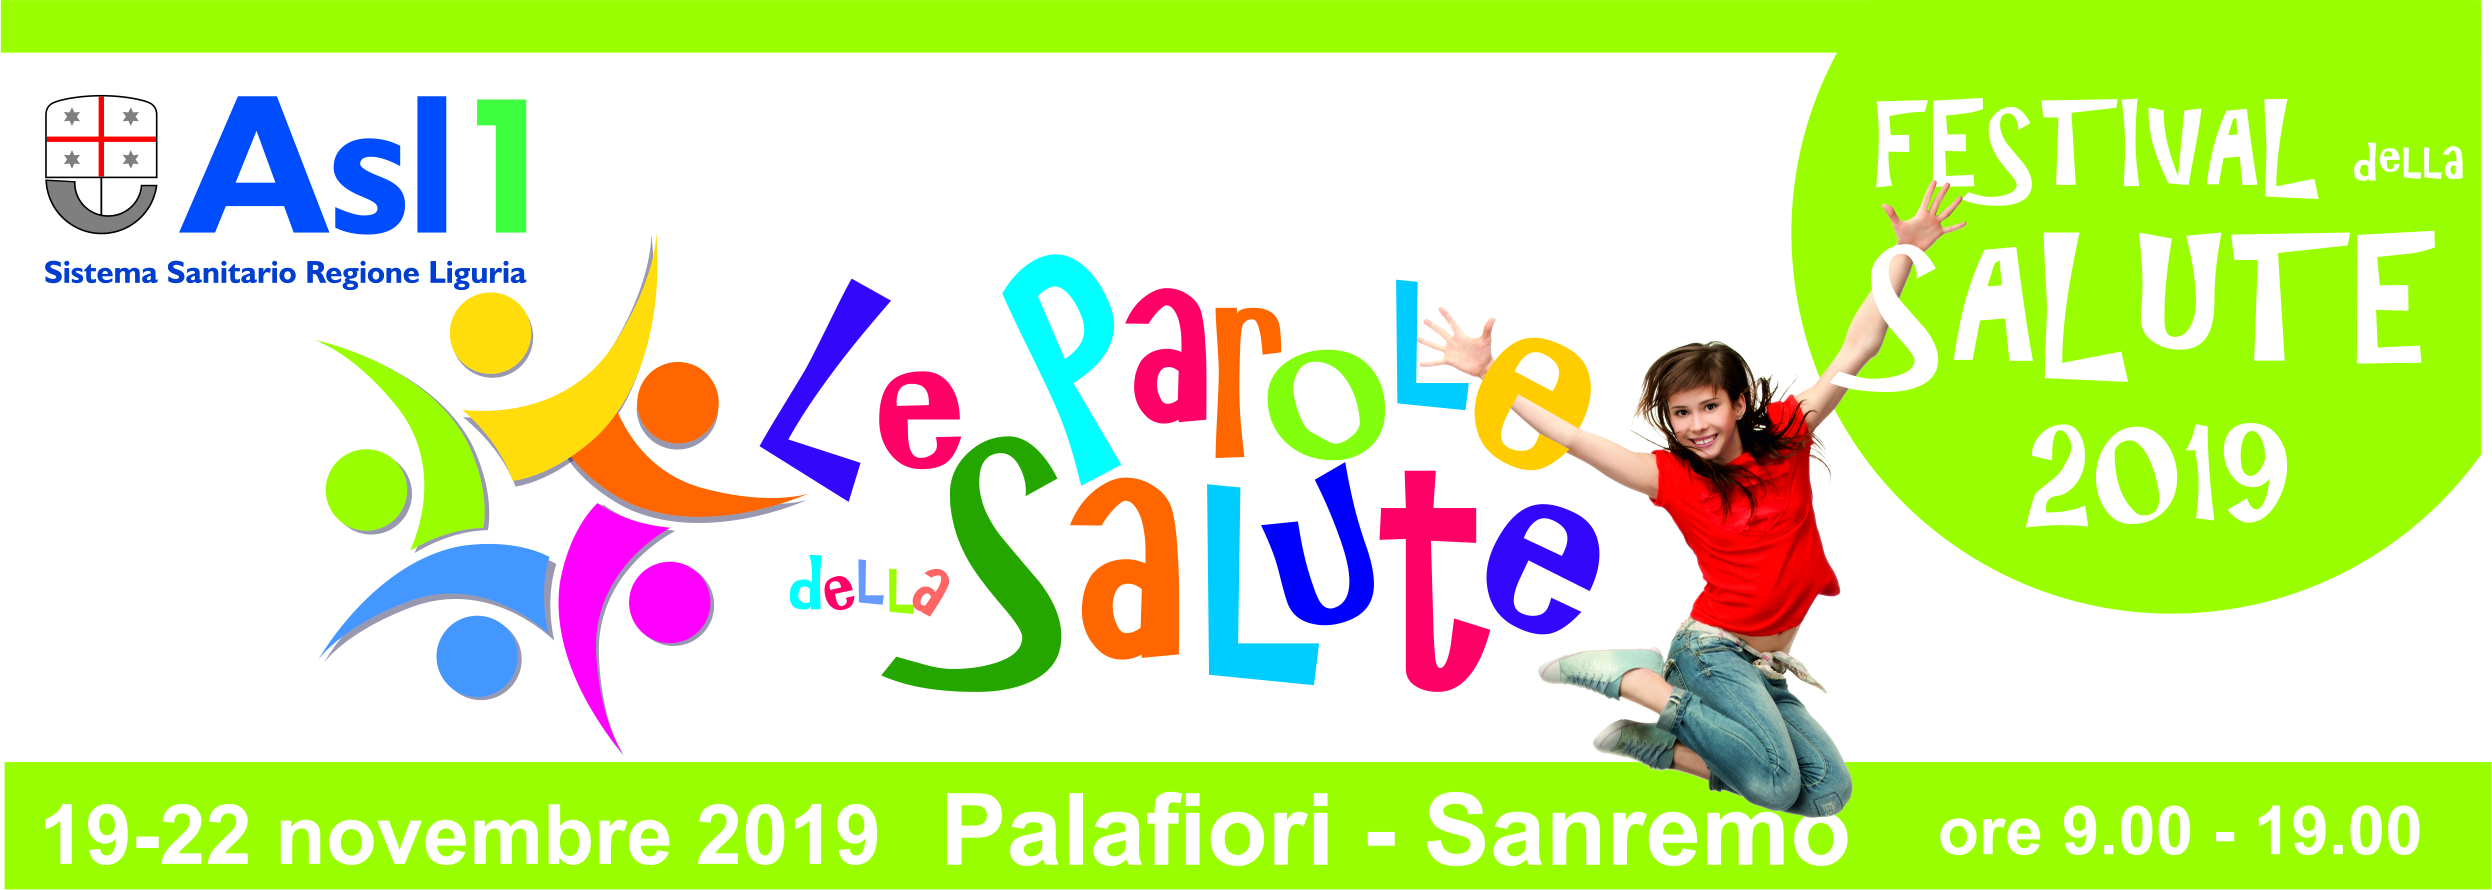 Asl1
Sistema Sanitario Regione Liguria
Le Parole
della Salute
FESTIVAL della
SALUTE
2019
19-22 novembre 2019 Palafiori - Sanremo ore 9.00 - 19.00